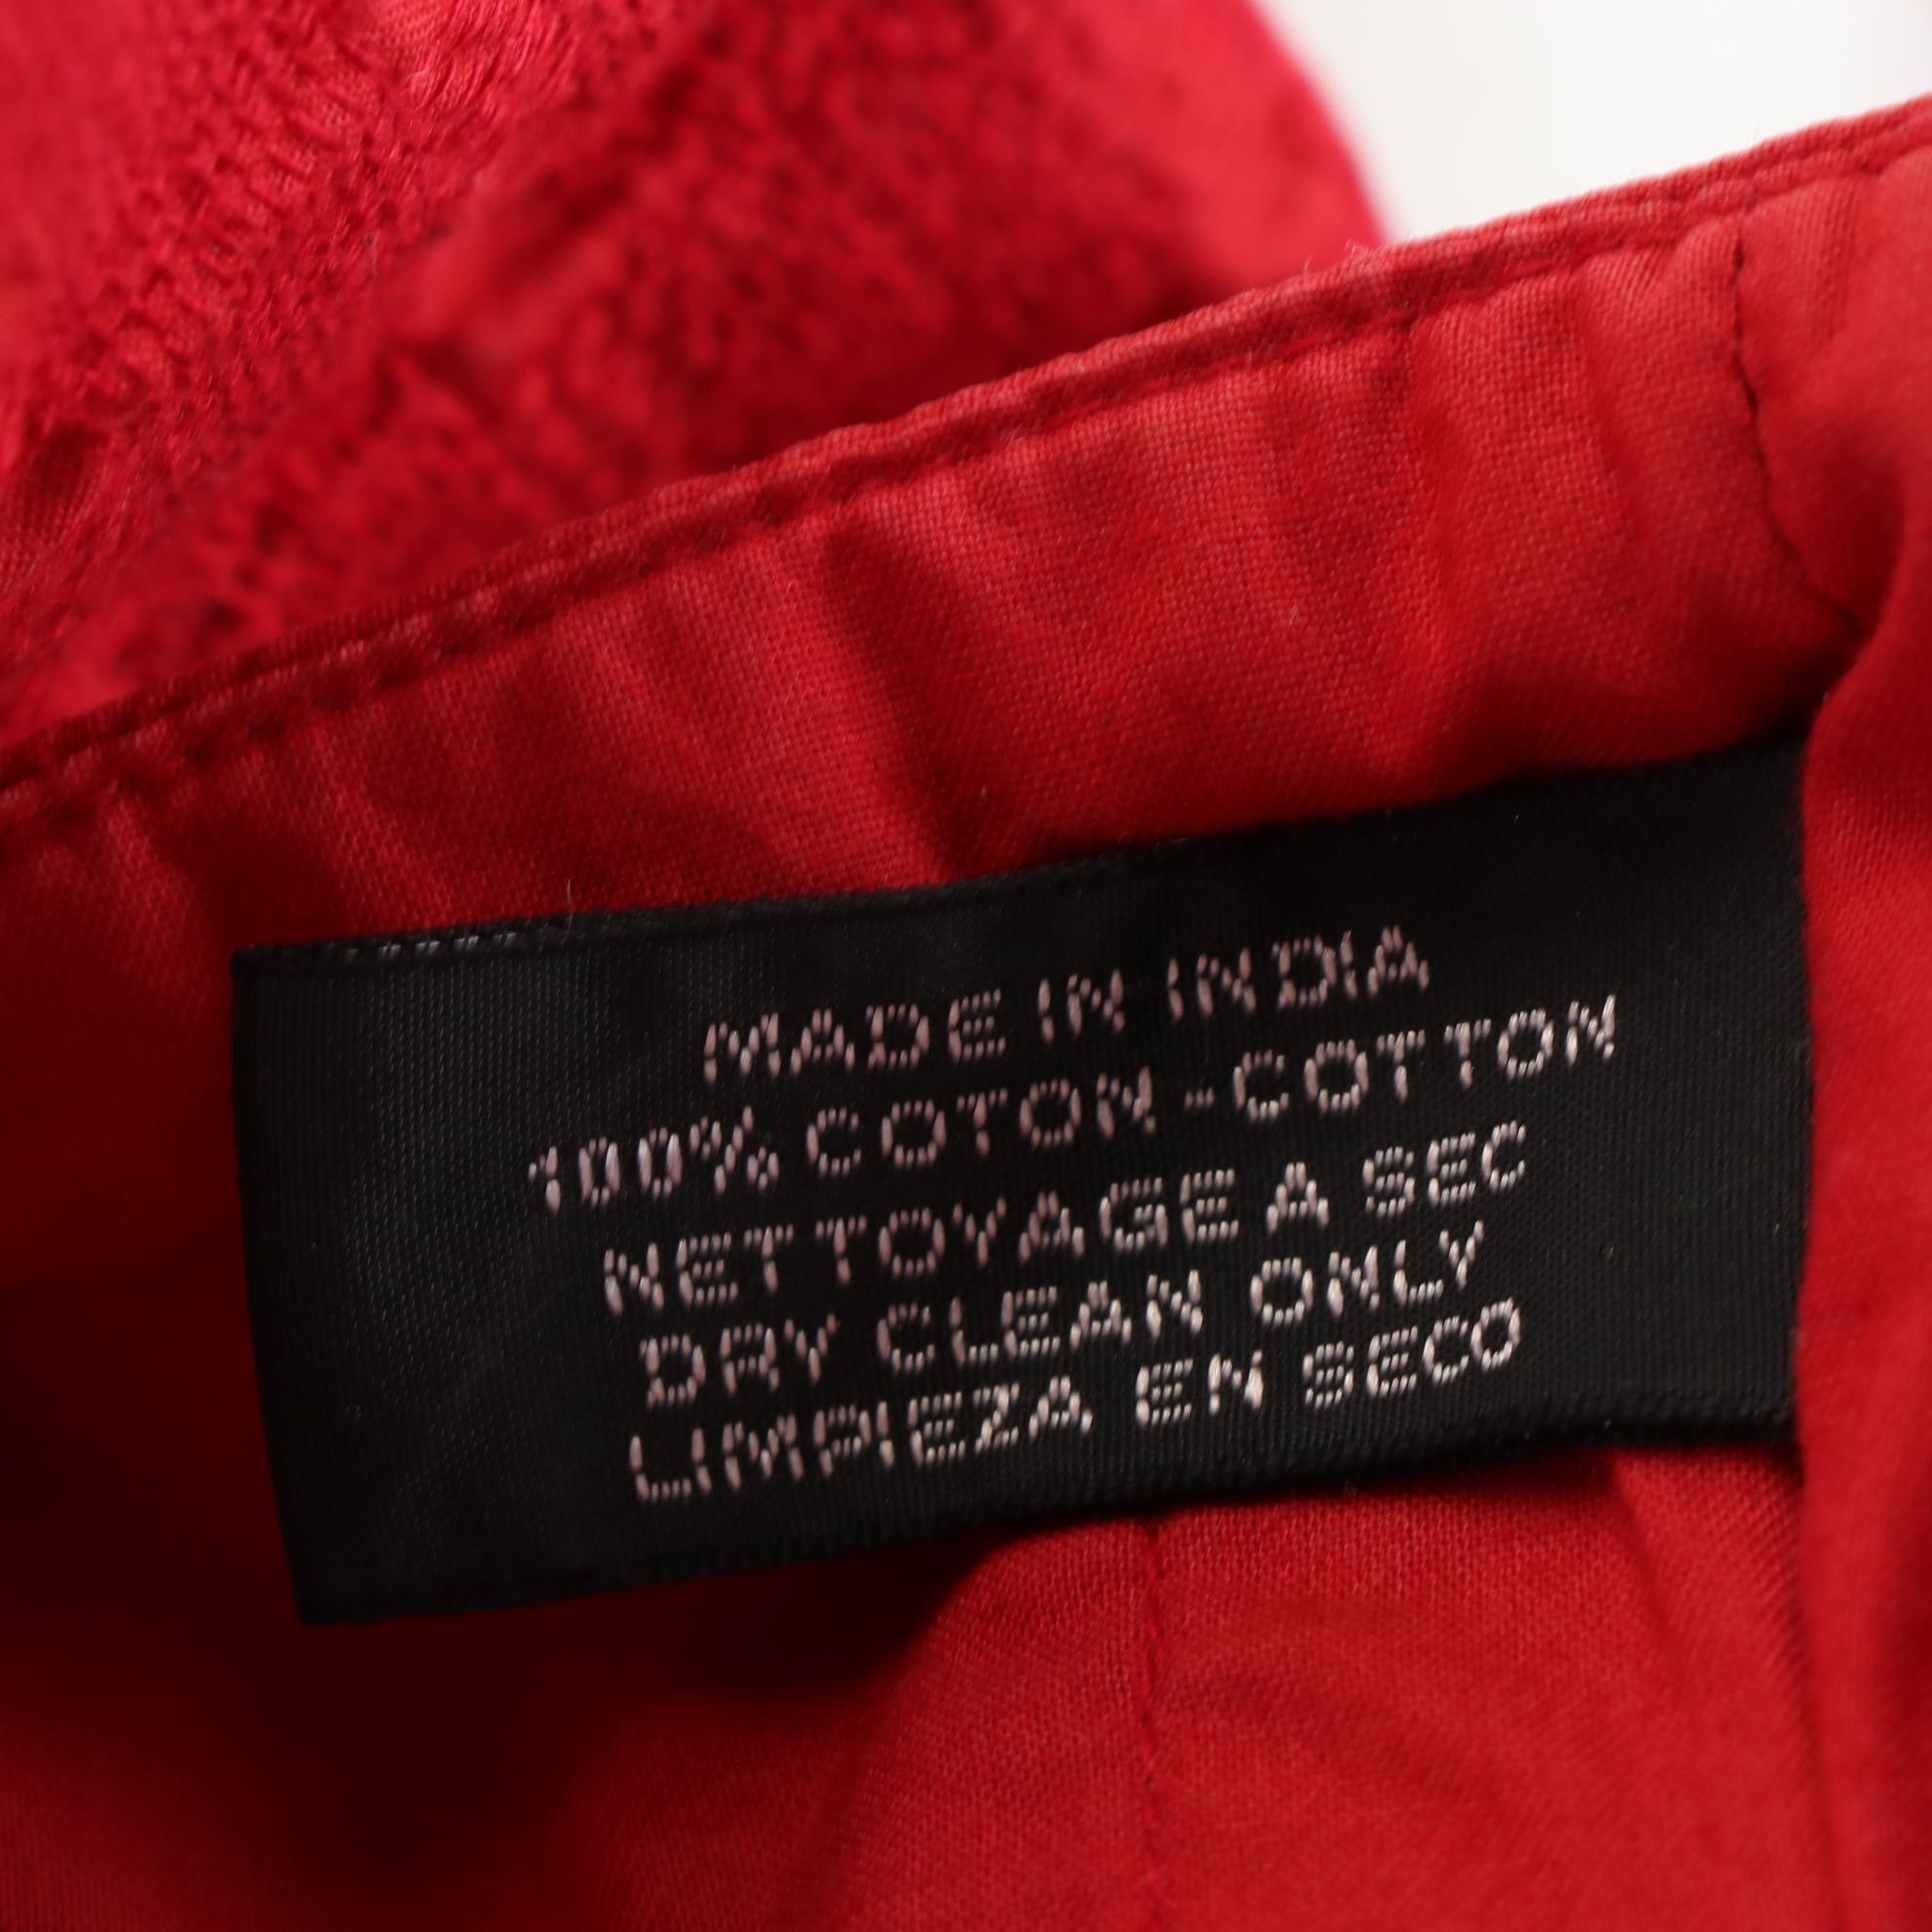 MADE IN INDIA
100% COTON - COTTON
NETTOYAGE A SEC
DRY CLEAN ONLY
LIMPIEZA EN SECO